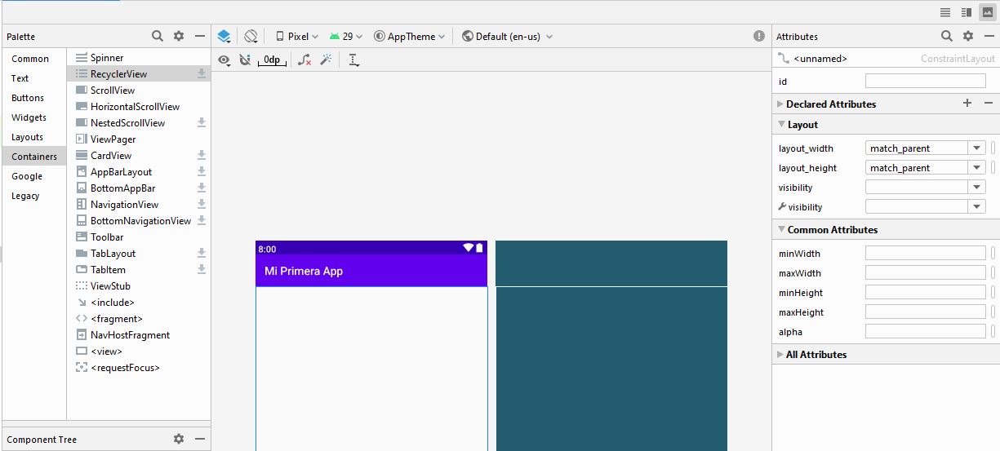 Palette
Common
Text
Buttons
Widgets
Layouts
Containers
Google
Legacy
Spinner
RecyclerView
ScrollView
HorizontalScrollView
NestedScrollView
ViewPager
CardView
AppBarLayout
BottomAppBar
NavigationView
BottomNavigationView
Toolbar
TabLayout
TabItem
ViewStub
<include>
<fragment>
NavHostFragment
<view>
<requestFocus>
Component Tree
Pixel 29 AppTheme Default (en-us)
0dp
8:00
Mi Primera App
Attributes
<unnamed> ConstraintLayout
id
Declared Attributes
Layout
layout_width match_parent
layout_height match_parent
visibility
visibility
Common Attributes
minWidth
maxWidth
minHeight
maxHeight
alpha
All Attributes